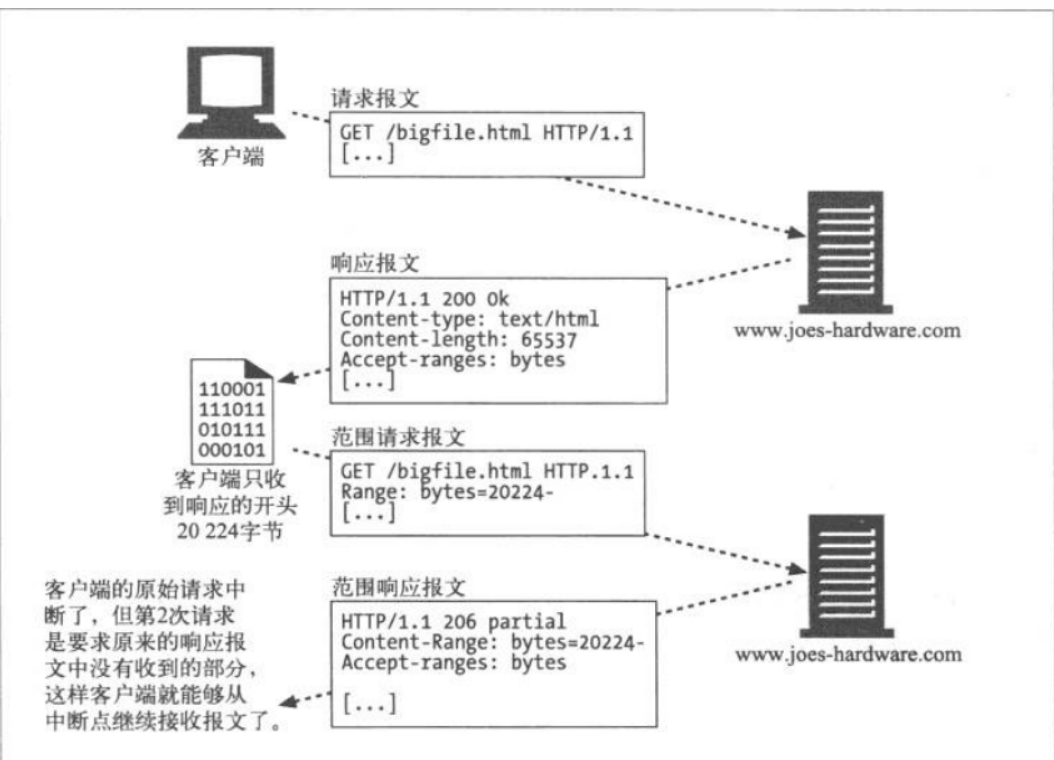 请求报文
GET /bigfile.html HTTP/1.1
[...]
客户端
响应报文
HTTP/1.1 200 Ok
Content-type: text/html
Content-length: 65537
Accept-ranges: bytes
[...]
www.joes-hardware.com
110001
111011
010111
000101
客户端只收
到响应的开头
20 224字节
范围请求报文
GET /bigfile.html HTTP.1.1
Range: bytes=20224-
[...]
客户端的原始请求中
断了，但第2次请求
是要求原来的响应报
文中没有收到的部分，
这样客户端就能够从
中断点继续接收报文了。
范围响应报文
HTTP/1.1 206 partial
Content-Range: bytes=20224-
Accept-ranges: bytes
[...]
www.joes-hardware.com